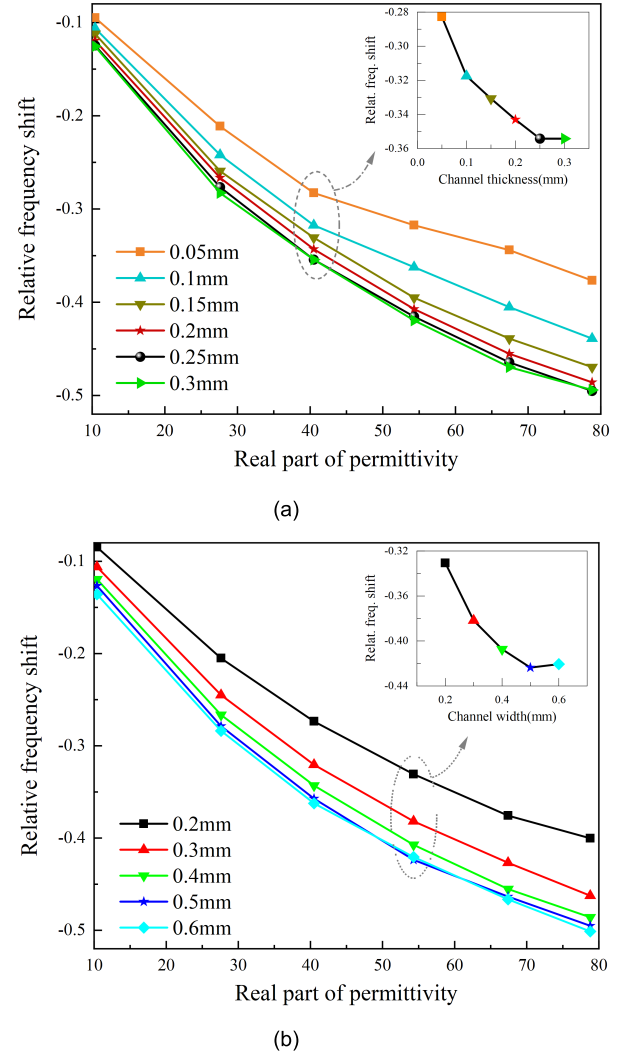 -0.1
-0.2
-0.3
-0.4
-0.5
10 20 30 40 50 60 70 80
Relative frequency shift
Real part of permittivity
0.05mm
0.1mm
0.15mm
0.2mm
0.25mm
0.3mm
-0.28
-0.30
-0.32
-0.34
-0.36
0.0 0.1 0.2 0.3
Relat. freq. shift
Channel thickness(mm)
(a)
-0.1
-0.2
-0.3
-0.4
-0.5
10 20 30 40 50 60 70 80
Relative frequency shift
Real part of permittivity
0.2mm
0.3mm
0.4mm
0.5mm
0.6mm
-0.32
-0.36
-0.40
-0.44
0.2 0.4 0.6
Relat. freq. shift
Channel width(mm)
(b)